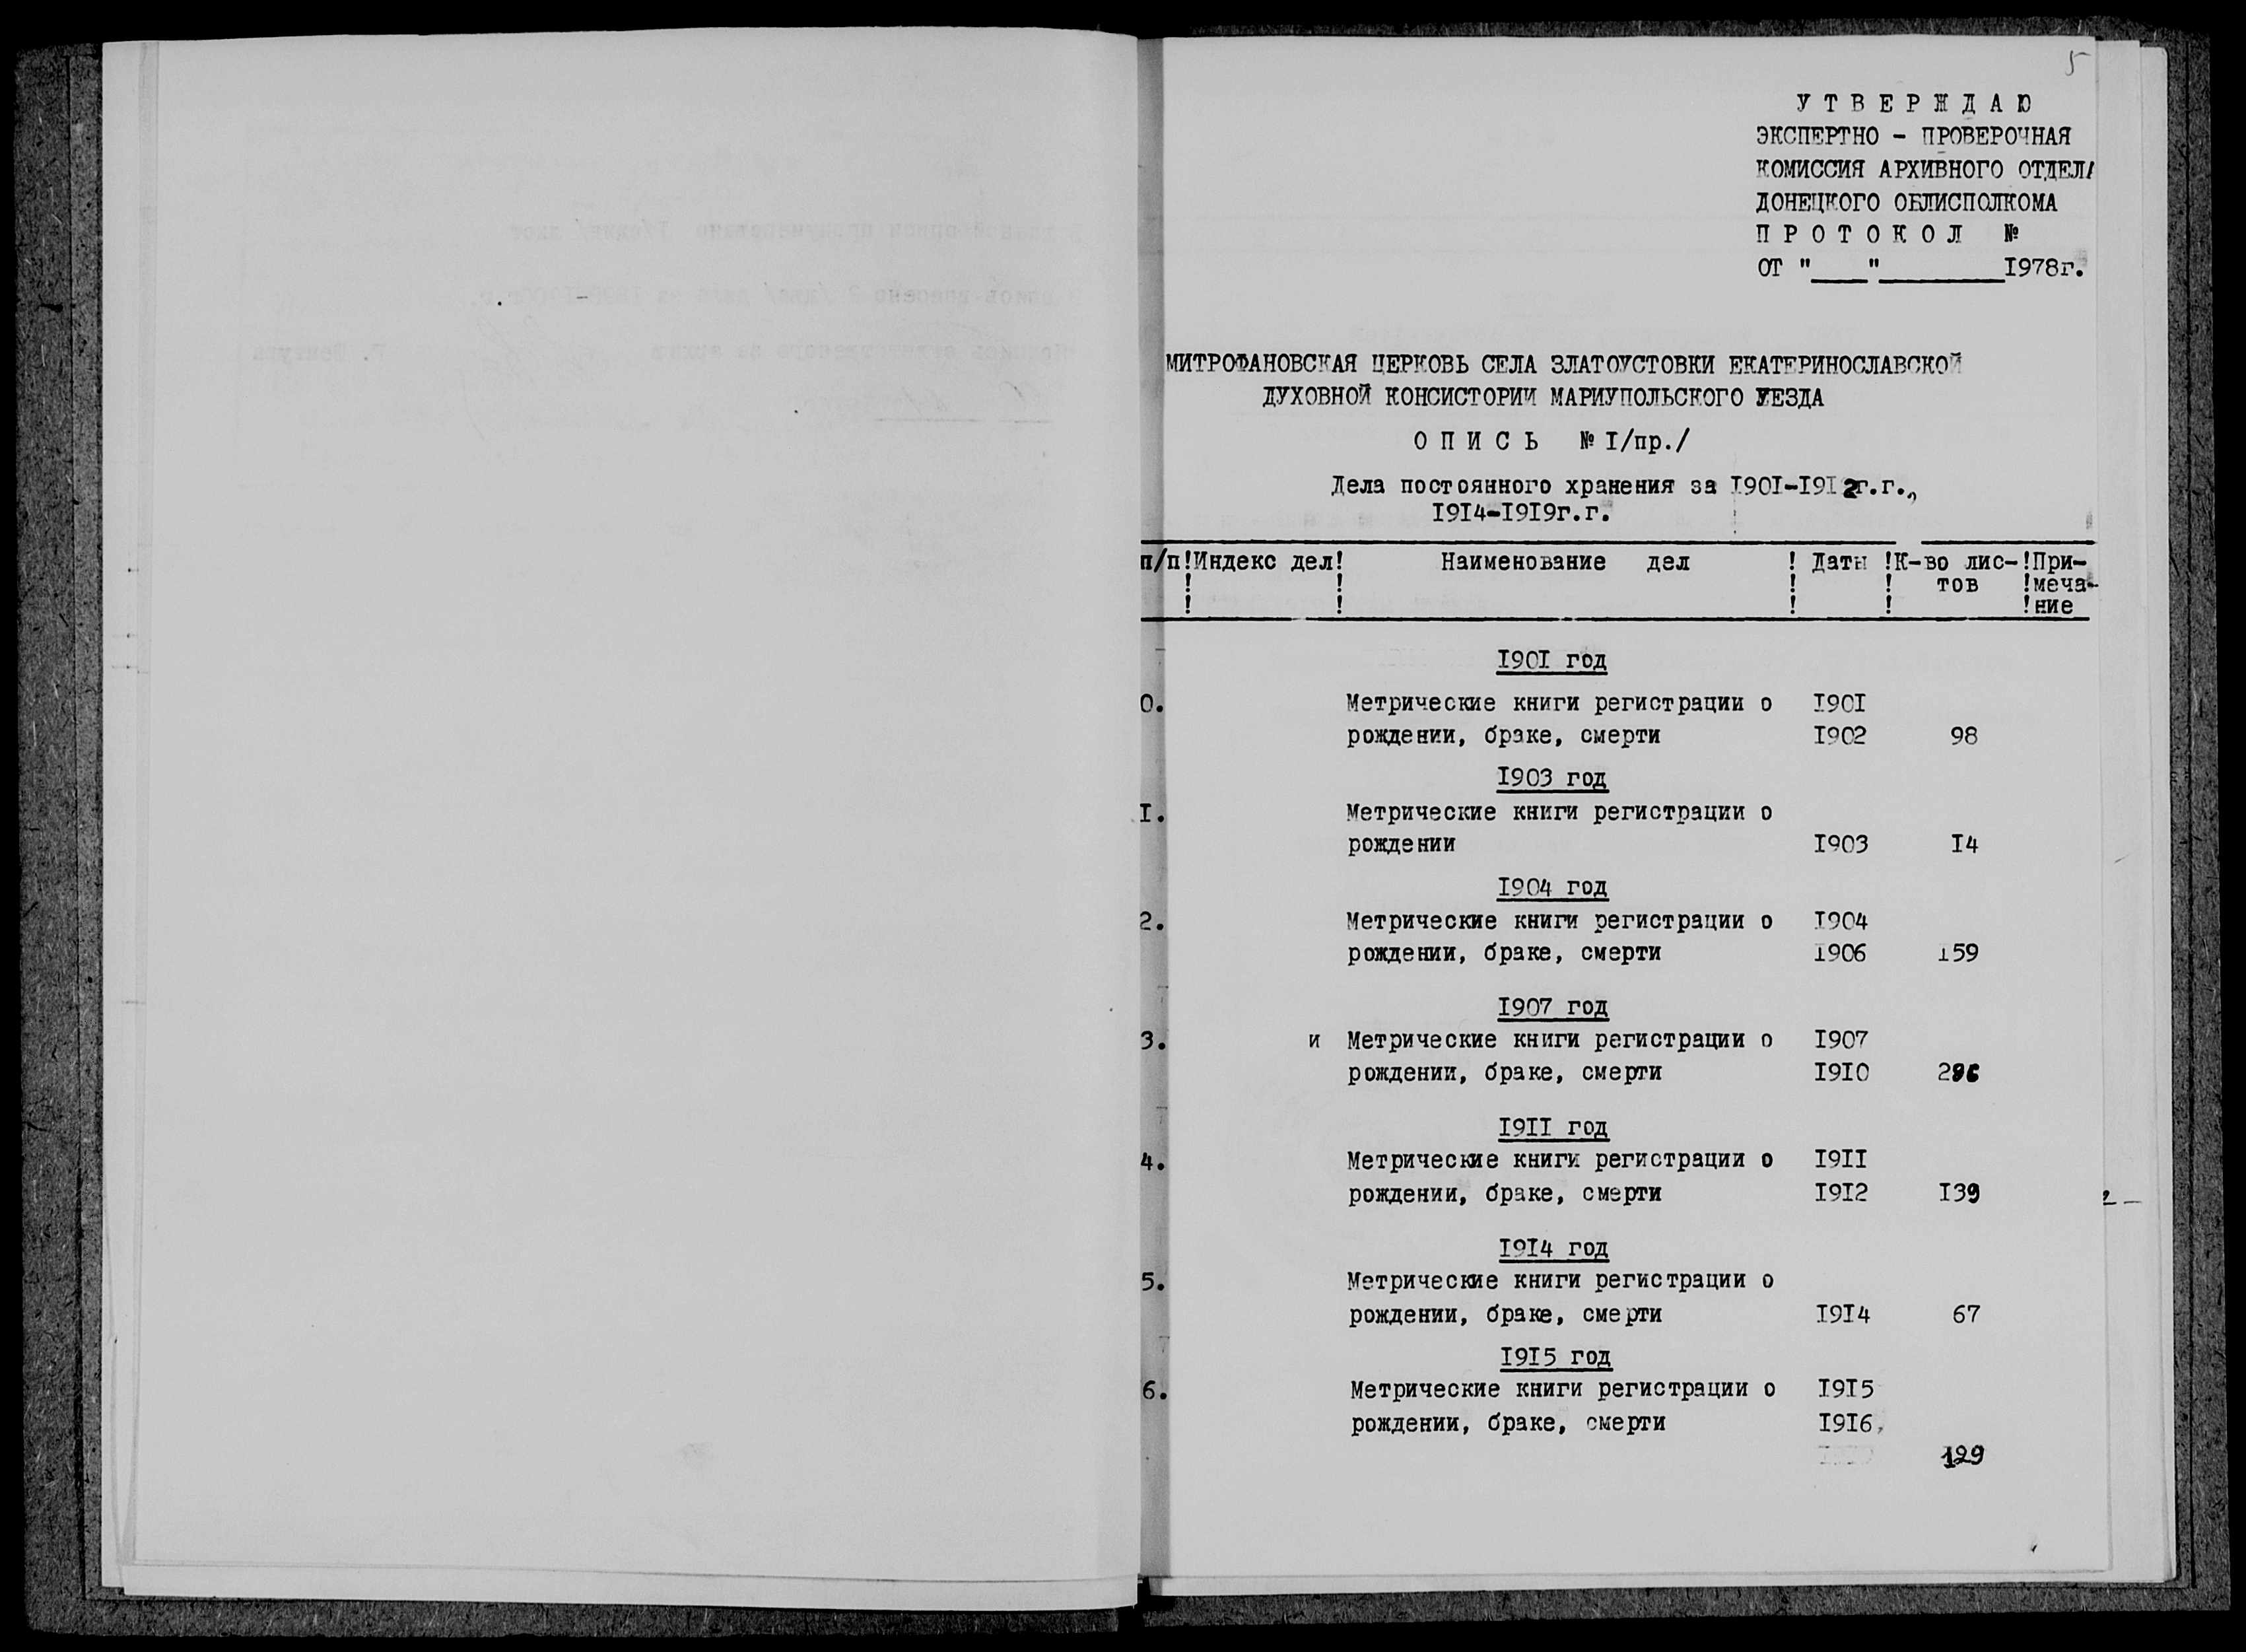 5
У Т В Е Р Ж Д А Ю
ЭКСПЕРТНО - ПРОВЕРОЧНАЯ
КОМИССИЯ АРХИВНОГО ОТДЕЛА
ДОНЕЦКОГО ОБЛИСПОЛКОМА
П Р О Т О К О Л №
ОТ "____"__________1978г.
МИТРОФАНОВСКАЯ ЦЕРКОВЬ СЕЛА ЗЛАТОУСТОВКИ ЕКАТЕРИНОСЛАВСКОЙ
ДУХОВНОЙ КОНСИСТОРИИ МАРИУПОЛЬСКОГО УЕЗДА
О П И С Ь № I/пр./
Дела постоянного хранения за I90I-I9I2г.г.,
I9I4-I9I9г.г.
п/п!Индекс дел! Наименование дел ! Даты !К-во лис-!При-
! ! ! ! тов !меча-
! ! ! ! !ние
I90I год
0. Метрические книги регистрации о I90I
рождении, браке, смерти I902 98
I903 год
I. Метрические книги регистрации о
рождении I903 I4
I904 год
2. Метрические книги регистрации о I904
рождении, браке, смерти I906 I59
I907 год
3. и Метрические книги регистрации о I907
рождении, браке, смерти I9I0
I9II год
4. Метрические книги регистрации о I9II
рождении, браке, смерти I9I2 I39
I9I4 год
5. Метрические книги регистрации о
рождении, браке, смерти I9I4 67
I9I5 год
6. Метрические книги регистрации о I9I5
рождении, браке, смерти I9I6,
129